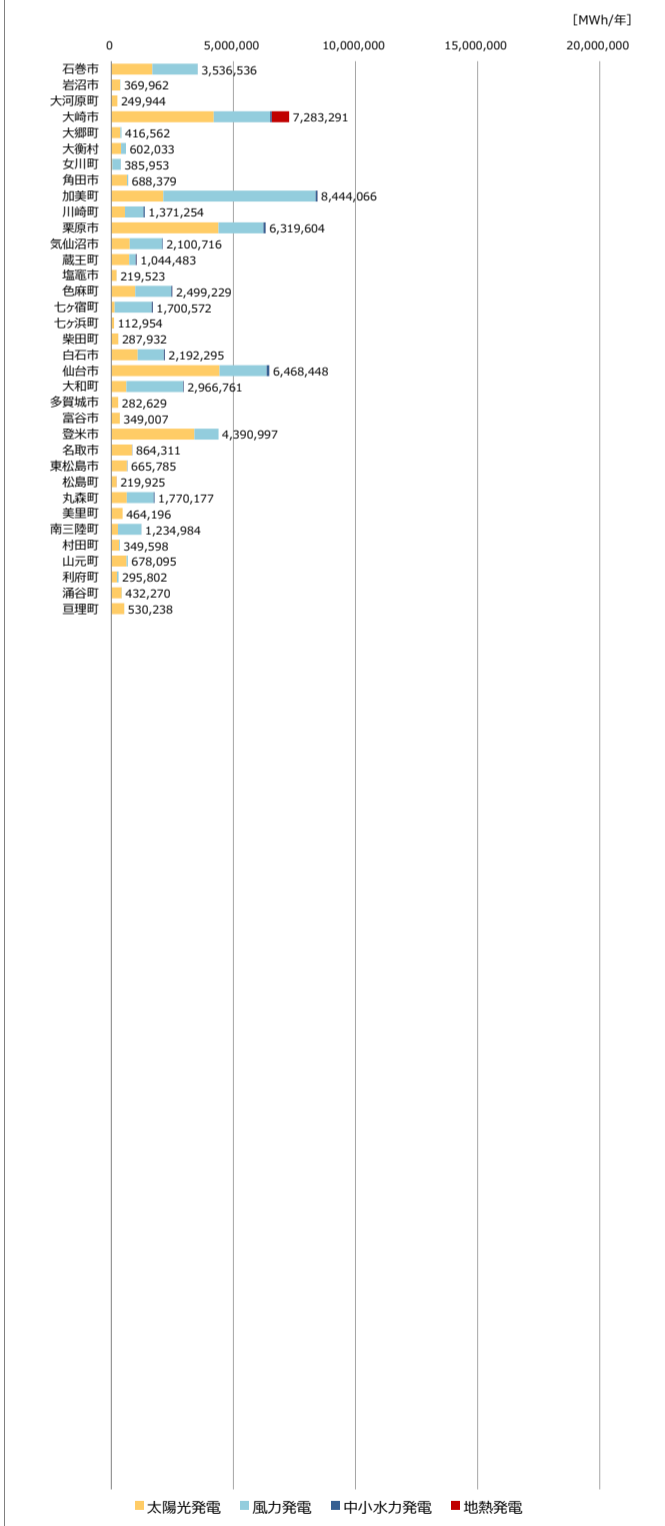 [MWh/年]
0 5,000,000 10,000,000 15,000,000 20,000,000
石巻市 3,536,536
岩沼市 369,962
大河原町 249,944
大崎市 7,283,291
大郷町 416,562
大衡村 602,033
女川町 385,953
角田市 688,379
加美町 8,444,066
川崎町 1,371,254
栗原市 6,319,604
気仙沼市 2,100,716
蔵王町 1,044,483
塩竈市 219,523
色麻町 2,499,229
七ヶ宿町 1,700,572
七ヶ浜町 112,954
柴田町 287,932
白石市 2,192,295
仙台市 6,468,448
大和町 2,966,761
多賀城市 282,629
富谷市 349,007
登米市 4,390,997
名取市 864,311
東松島市 665,785
松島町 219,925
丸森町 1,770,177
美里町 464,196
南三陸町 1,234,984
村田町 349,598
山元町 678,095
利府町 295,802
涌谷町 432,270
亘理町 530,238
太陽光発電 風力発電 中小水力発電 地熱発電